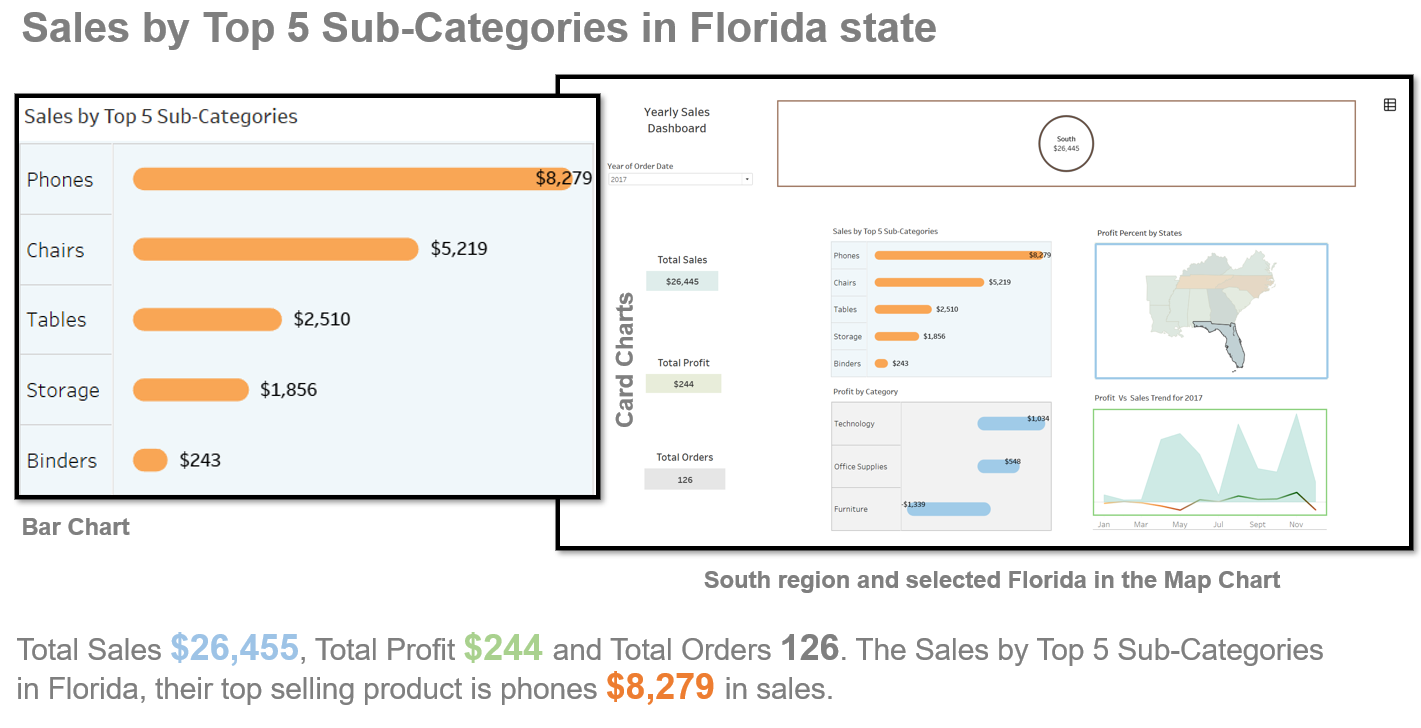 Sales by Top 5 Sub-Categories in Florida state
Sales by Top 5 Sub-Categories
Phones $8,279
Chairs $5,219
Tables $2,510
Storage $1,856
Binders $243
Bar Chart
Yearly Sales
Dashboard
Year of Order Date
2017
South
$26,445
Card Charts
Total Sales
$26,445
Total Profit
$244
Total Orders
126
Sales by Top 5 Sub-Categories
Phones $8,279
Chairs $5,219
Tables $2,510
Storage $1,856
Binders $243
Profit by Category
Technology $1,034
Office Supplies $548
Furniture -$1,339
Profit Percent by States
Profit Vs Sales Trend for 2017
Jan Mar May Jul Sept Nov
South region and selected Florida in the Map Chart
Total Sales $26,455, Total Profit $244 and Total Orders 126. The Sales by Top 5 Sub-Categories
in Florida, their top selling product is phones $8,279 in sales.